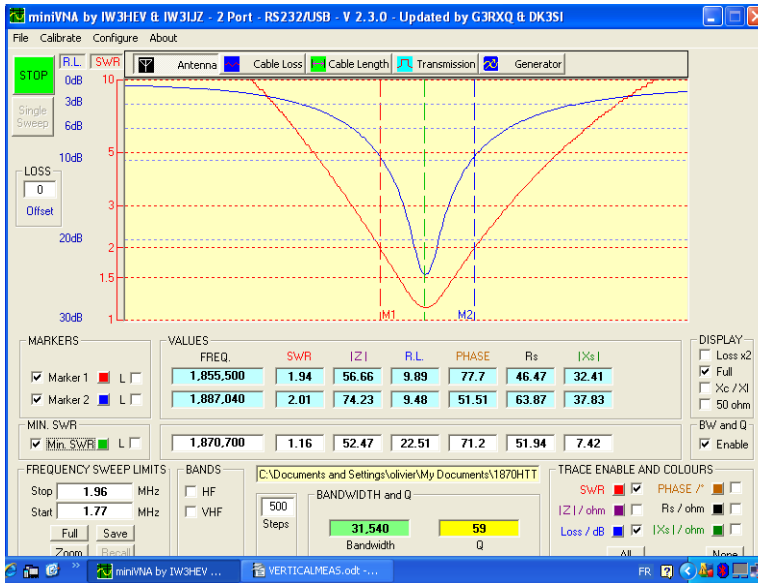 miniVNA by IW3HEV & IW3IJZ - 2 Port - RS232/USB - V 2.3.0 - Updated by G3RXQ & DK3SI
File Calibrate Configure About
STOP
Single Sweep
R.L. SWR
Antenna Cable Loss Cable Length Transmission Generator
0dB 10
3dB
6dB
10dB 5
3
20dB 2
1.5
30dB 1
M1 M2
LOSS
0
Offset
MARKERS
Marker 1 L
Marker 2 L
VALUES
FREQ. SWR |Z| R.L. PHASE Rs |Xs|
1,855,500 1.94 56.66 9.89 77.7 46.47 32.41
1,887,040 2.01 74.23 9.48 51.51 63.87 37.83
MIN. SWR
Min. SWR L
1,870,700 1.16 52.47 22.51 71.2 51.94 7.42
DISPLAY
Loss x2
Full
Xc / Xl
50 ohm
BW and Q
Enable
FREQUENCY SWEEP LIMITS
Stop 1.96 MHz
Start 1.77 MHz
Full Save
Zoom Recall
BANDS
HF
VHF
C:\Documents and Settings\olivier\My Documents\1870HTT
500
Steps
BANDWIDTH and Q
31,540 59
Bandwidth Q
TRACE ENABLE AND COLOURS
SWR PHASE /°
|Z| / ohm Rs / ohm
Loss / dB |Xs| / ohm
All None
miniVNA by IW3HEV ... VERTICALMEAS.odt -... FR